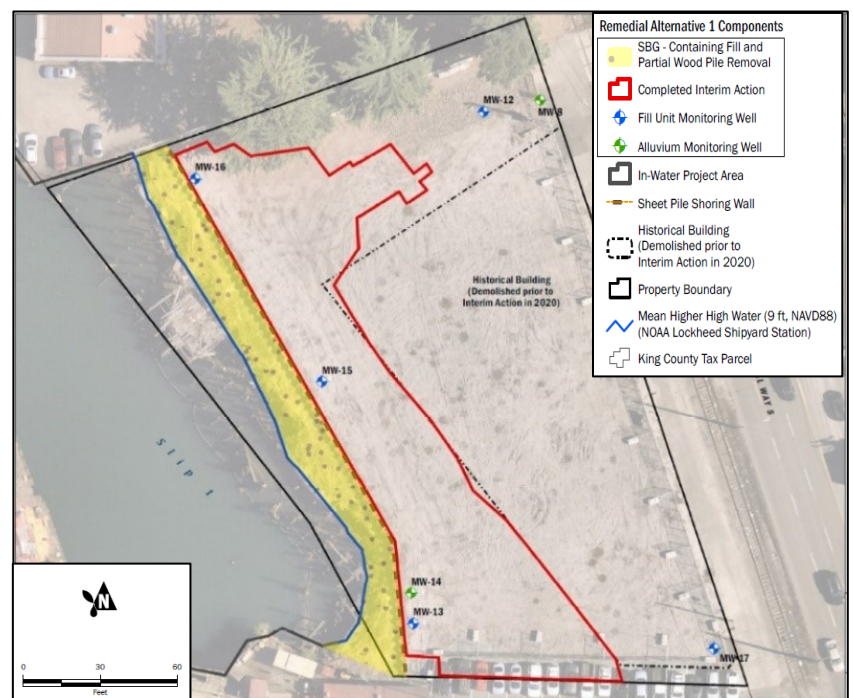 Remedial Alternative 1 Components
SBG - Containing Fill and
Partial Wood Pile Removal
Completed Interim Action
Fill Unit Monitoring Well
Alluvium Monitoring Well
In-Water Project Area
Sheet Pile Shoring Wall
Historical Building
(Demolished prior to
Interim Action in 2020)
Property Boundary
Mean Higher High Water (9 ft, NAVD88)
(NOAA Lockheed Shipyard Station)
King County Tax Parcel
MW-12
MW-8
MW-16
Historical Building
(Demolished prior to
Interim Action in 2020)
MW-15
WAY S
Slip 1
MW-14
MW-13
MW-17
N
0 30 60
Feet